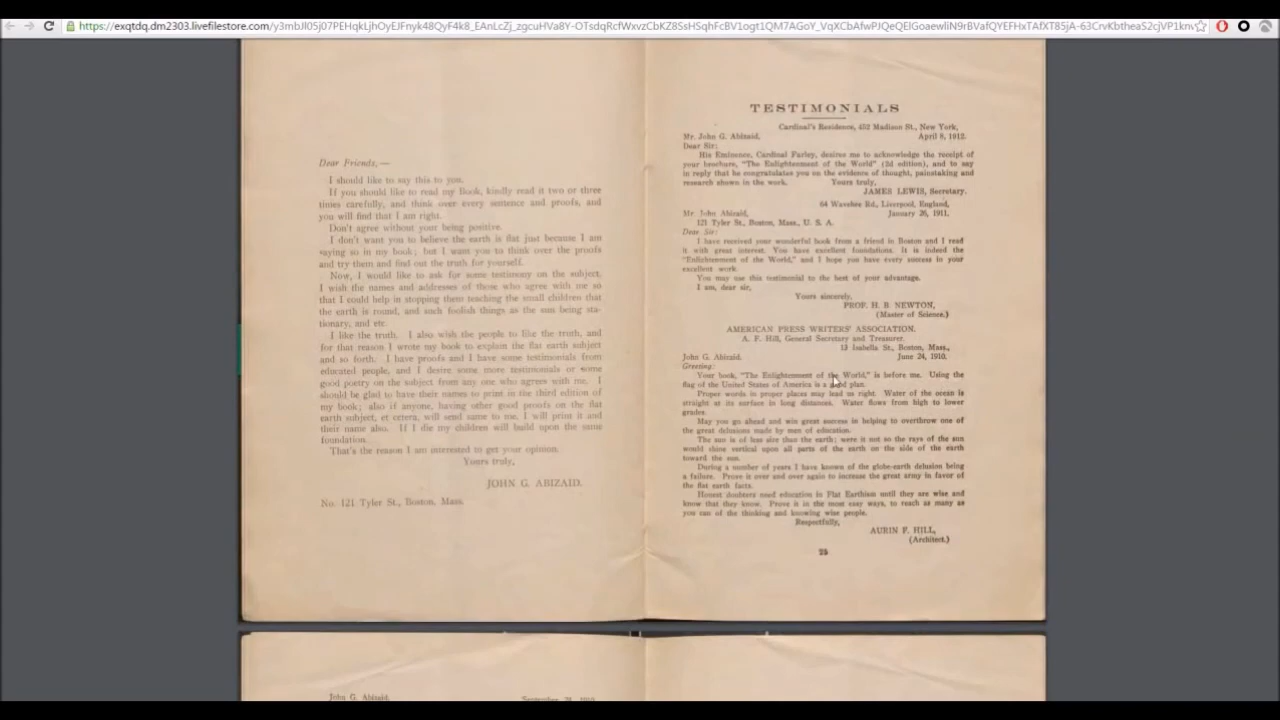 Dear Friends,—
I should like to say this to you.
If you should like to read my Book, kindly read it two or three
times carefully, and think over every sentence and proofs, and
you will find that I am right.
Don't agree without your being positive.
I don't want you to believe the earth is flat just because I am
saying so in my book; but I want you to think over the proofs
and try them and find out the truth for yourself.
Now, I would like to ask for some testimony on the subject,
I wish the names and addresses of those who agree with me so
that I could help in stopping them teaching the small children that
the earth is round, and such foolish things as the sun being sta-
tionary, and etc.
I like the truth. I also wish the people to like the truth, and
for that reason I wrote my book to explain the flat earth subject
and so forth. I have proofs and I have some testimonials from
educated people, and I desire some more testimonials or some
good poetry on the subject from any one who agrees with me. I
should be glad to have their names to print in the third edition of
my book; also if anyone, having other good proofs on the flat
earth subject, et cetera, will send same to me, I will print it and
their name also. If I die my children will build upon the same
foundation.
That's the reason I am interested to get your opinion.
Yours truly,
JOHN G. ABIZAID.
No. 121 Tyler St., Boston, Mass.
TESTIMONIALS
Cardinal's Residence, 452 Madison St., New York,
Mr. John G. Abizaid, April 9, 1912.
Dear Sir:
His Eminence, Cardinal Farley, desires me to acknowledge the receipt of
your brochure, "The Enlightenment of the World" (2d edition), and to say
in reply that he congratulates you on the evidence of thought, painstaking and
research shown in the work. Yours truly,
JAMES LEWIS, Secretary.
Rd., Liverpool, England,
Mr. John Abizaid, January 26, 1911.
121 Tyler St., Boston, Mass., U. S. A.
Dear Sir:
I have received your wonderful book from a friend in Boston and I read
it with great interest. You have excellent foundations. It is indeed the
"Enlightenment of the World," and I hope you have every success in your
excellent work.
You may use this testimonial to the best of your advantage.
I am, dear sir,
Yours sincerely,
PROF. H. B. NEWTON,
(Master of Science.)
AMERICAN PRESS WRITERS' ASSOCIATION.
A. F. Hill, General Secretary and Treasurer.
13 Isabella St., Boston, Mass.,
John G. Abizaid. June 24, 1910.
Greeting:
Your book, "The Enlightenment of the World," is before me. Using the
flag of the United States of America is a good plan.
Proper words in proper places may lead us right. Water of the ocean is
straight at its surface in long distances. Water flows from high to lower
grades.
May you go ahead and win great success in helping to overthrow one of
the great delusions made by men of education.
The sun is of less size than the earth; were it not so the rays of the sun
would shine vertical upon all parts of the earth on the side of the earth
toward the sun.
During a number of years I have known of the globe-earth delusion being
a failure. Prove it over and over again to increase the great army in favor of
the flat earth facts.
Honest doubters need education in Flat Earthism until they are wise and
know that they know. Prove it in the most easy ways, to reach as many as
you can of the thinking and knowing wise people.
Respectfully,
AURIN F. HILL,
(Architect.)
John G. Abizaid.